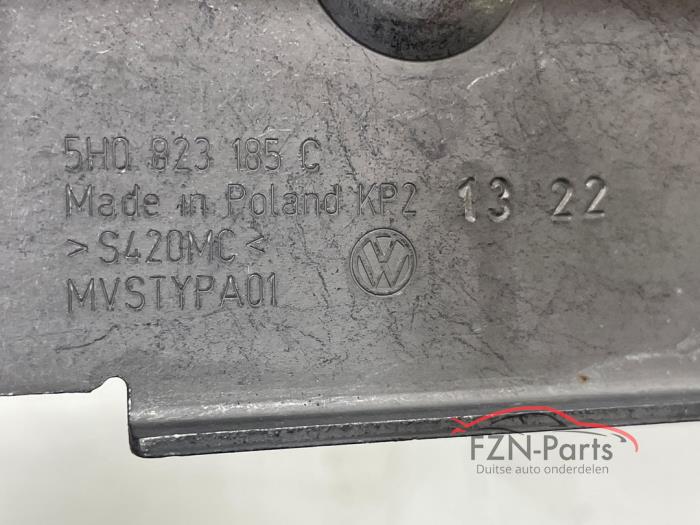 5H0 823 185 C
Made in Poland KP2 13 22
>S420MC<
MVSTYPA01
FZN-Parts
Duitse auto onderdelen